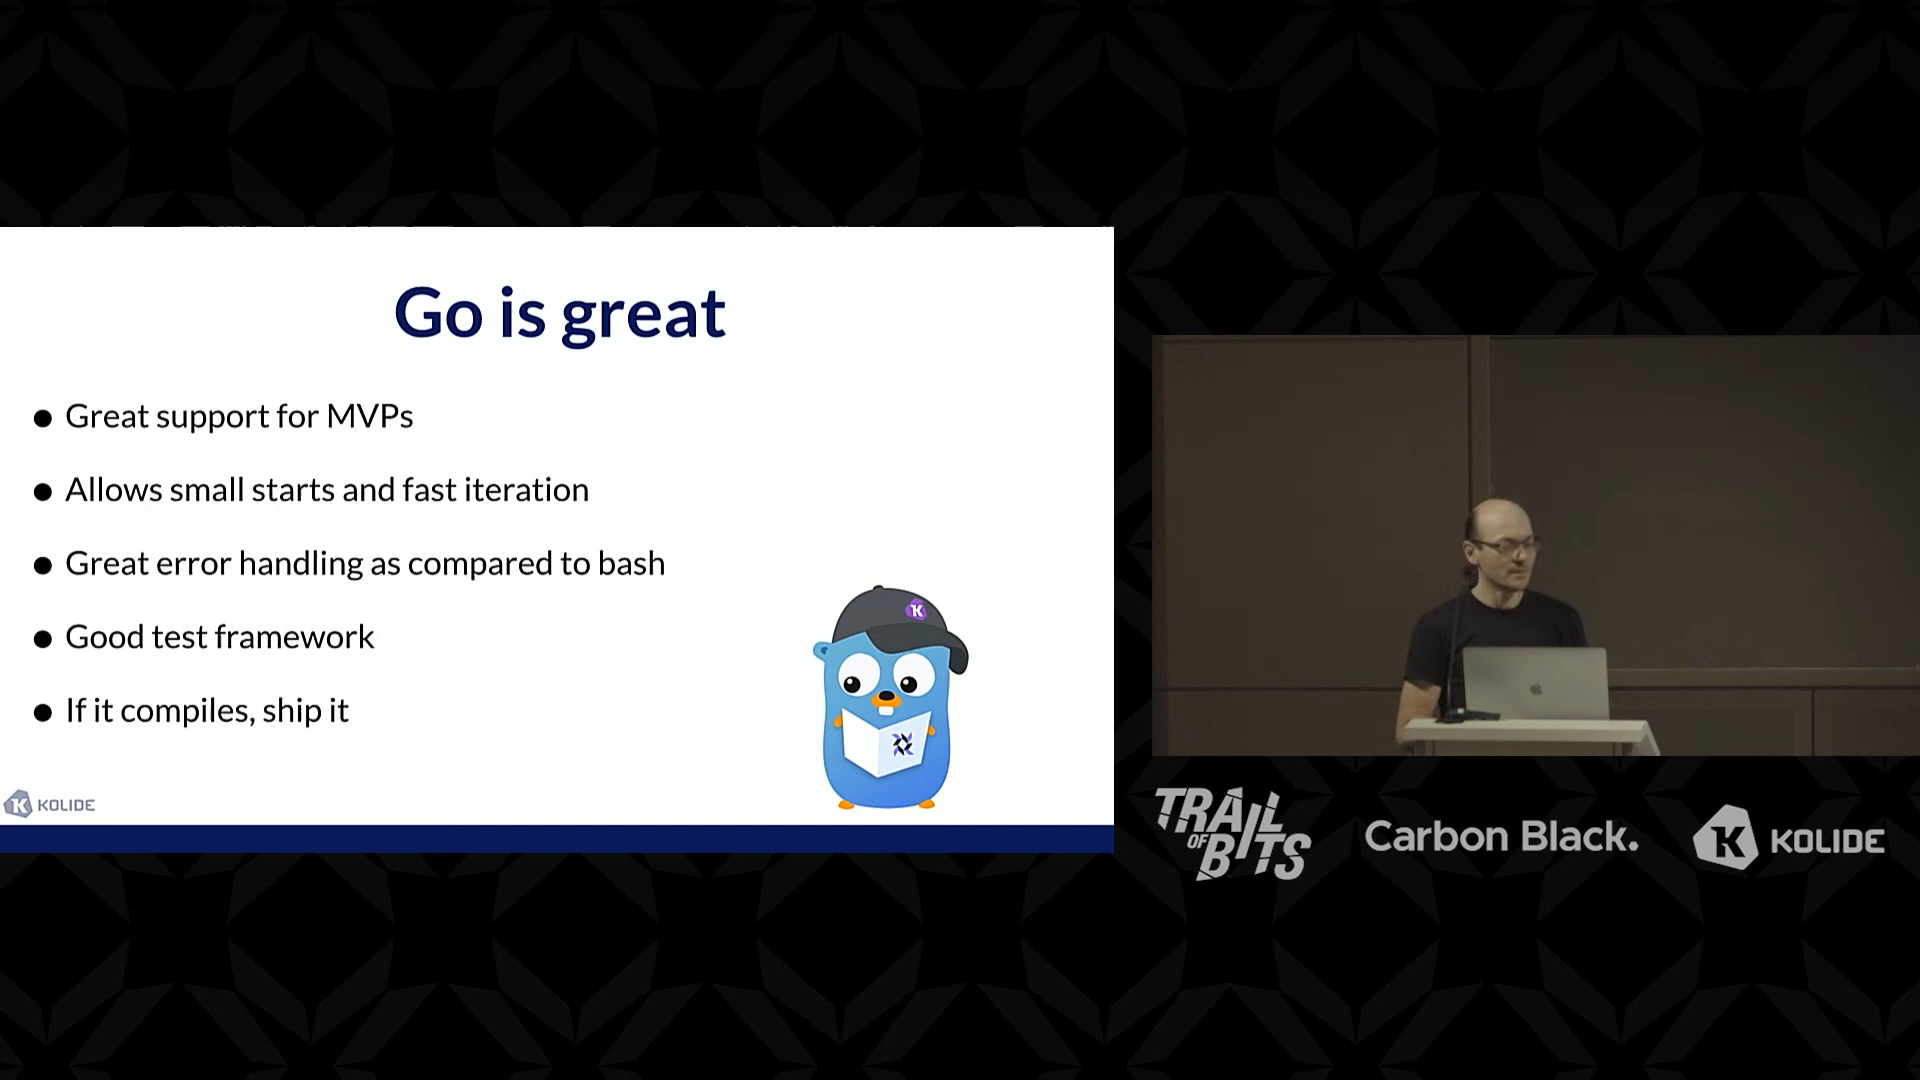 Go is great
Great support for MVPs
Allows small starts and fast iteration
Great error handling as compared to bash
Good test framework
If it compiles, ship it
K
K KOLIDE
TRAIL
OF
BITS
Carbon Black.
K KOLIDE